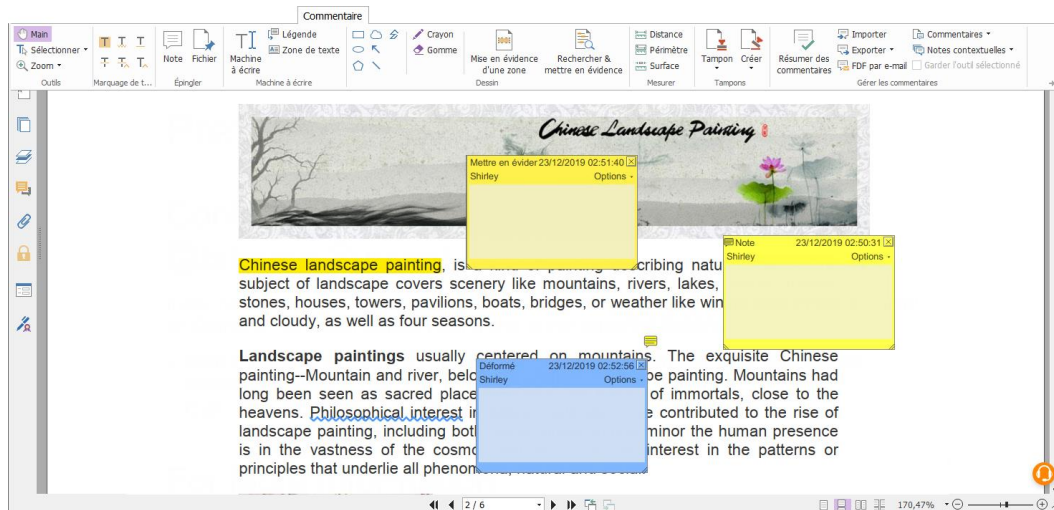 Commentaire
Main
Sélectionner
Zoom
Outils
Marquage de t...
Note
Fichier
Épingler
Machine à écrire
Légende
Zone de texte
Machine à écrire
Crayon
Gomme
Mise en évidence d'une zone
Rechercher & mettre en évidence
Dessin
Distance
Périmètre
Surface
Mesurer
Tampon
Créer
Tampons
Résumer des commentaires
Importer
Exporter
FDF par e-mail
Commentaires
Notes contextuelles
Garder l'outil sélectionné
Gérer les commentaires
Chinese Landscape Painting
Mettre en évider 23/12/2019 02:51:40
Shirley Options
Note 23/12/2019 02:50:31
Shirley Options
Chinese landscape painting, is a kind of painting describing natu
subject of landscape covers scenery like mountains, rivers, lakes,
stones, houses, towers, pavilions, boats, bridges, or weather like win
and cloudy, as well as four seasons.
Landscape paintings usually centered on mountains. The exquisite Chinese
painting--Mountain and river, belo pe painting. Mountains had
long been seen as sacred place of immortals, close to the
heavens. Philosophical interest in e contributed to the rise of
landscape painting, including bot minor the human presence
is in the vastness of the cosmo interest in the patterns or
principles that underlie all phenomena, natural and social.
Déformé 23/12/2019 02:52:56
Shirley Options
2 / 6
170,47%